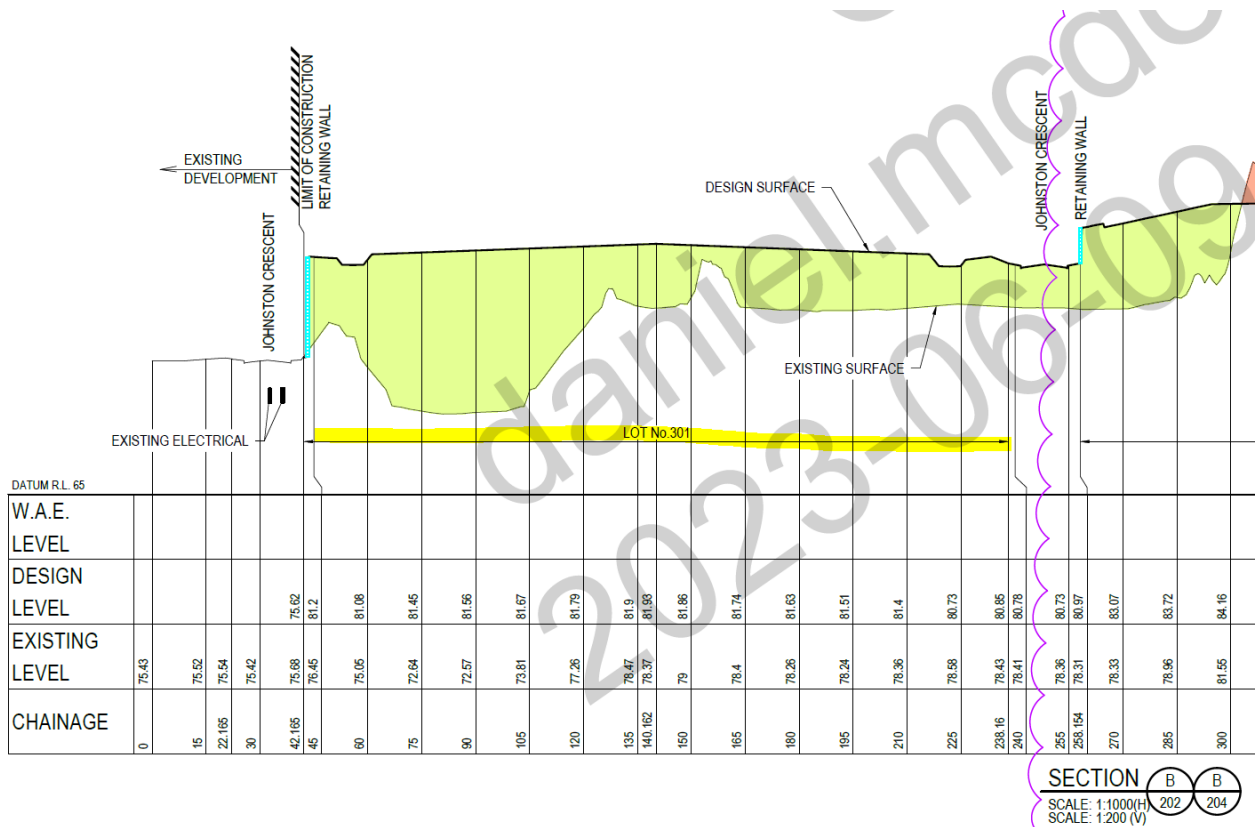 daniel.mcdo
2023-06-09
EXISTING
DEVELOPMENT
LIMIT OF CONSTRUCTION
RETAINING WALL
JOHNSTON CRESCENT
DESIGN SURFACE
JOHNSTON CRESCENT
RETAINING WALL
EXISTING SURFACE
EXISTING ELECTRICAL
LOT No.301
DATUM R.L. 65
W.A.E.
LEVEL
DESIGN
LEVEL
75.62 81.2 81.08 81.45 81.56 81.67 81.79 81.9 81.93 81.86 81.74 81.63 81.51 81.4 80.73 80.85 80.78 80.73 80.97 83.07 83.72 84.16
EXISTING
LEVEL
75.43 75.52 75.54 75.42 75.68 76.45 75.05 72.64 72.57 73.81 77.26 78.47 78.37 79 78.4 78.26 78.24 78.36 78.58 78.43 78.41 78.36 78.31 78.33 78.96 81.55
CHAINAGE
0 15 22.165 30 42.165 45 60 75 90 105 120 135 140.162 150 165 180 195 210 225 238.16 240 255 258.154 270 285 300
SECTION
B
202
B
204
SCALE: 1:1000(H)
SCALE: 1:200 (V)